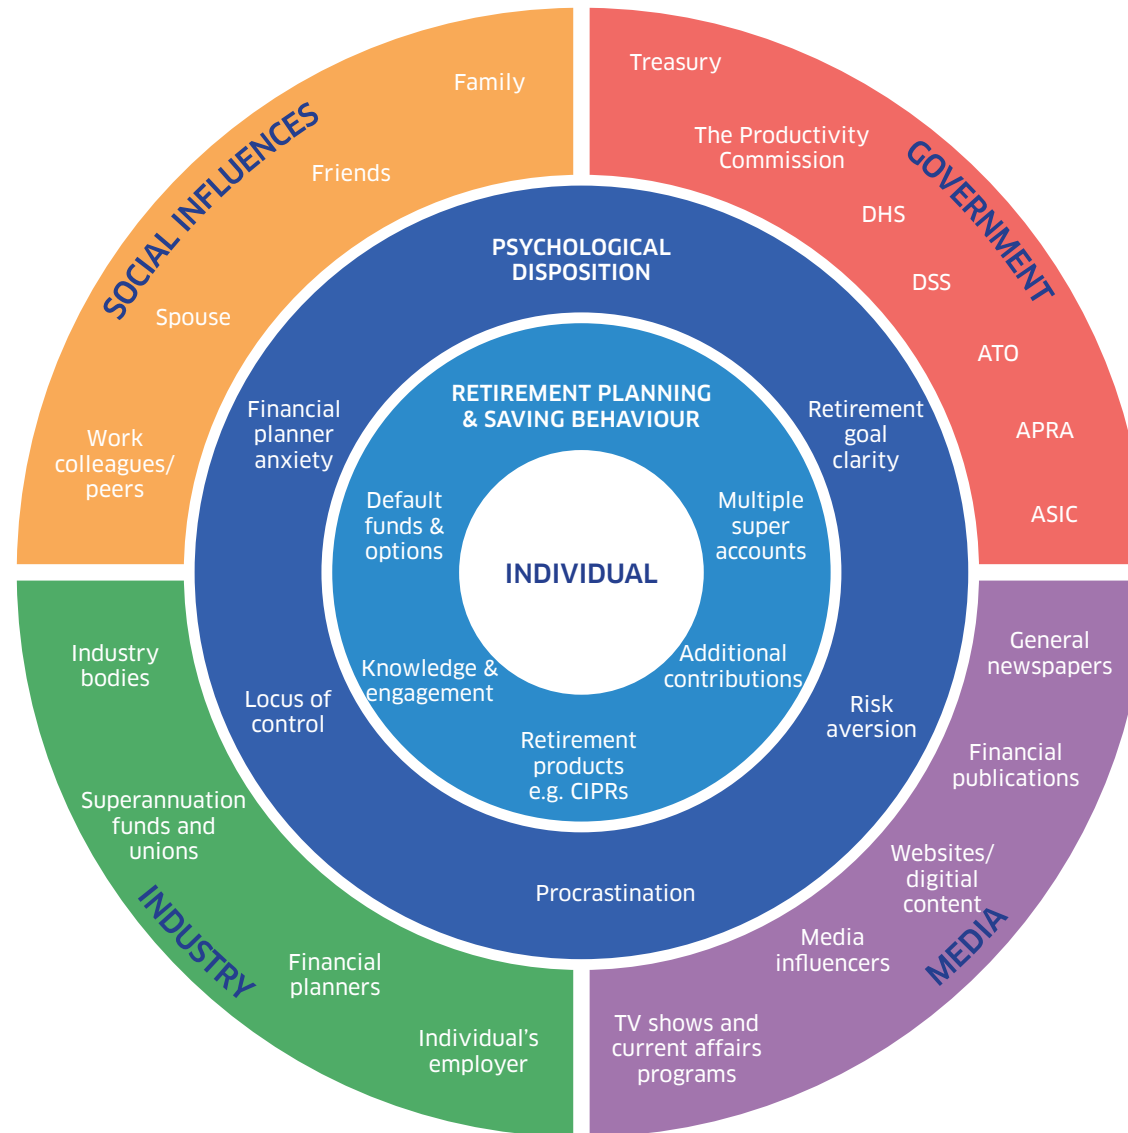 SOCIAL INFLUENCES
Family
Friends
Spouse
Work
colleagues/
peers
GOVERNMENT
Treasury
The Productivity
Commission
DHS
DSS
ATO
APRA
ASIC
PSYCHOLOGICAL
DISPOSITION
Financial
planner
anxiety
Retirement
goal
clarity
Locus of
control
Risk
aversion
Procrastination
RETIREMENT PLANNING
& SAVING BEHAVIOUR
Default
funds &
options
Multiple
super
accounts
Knowledge &
engagement
Additional
contributions
Retirement
products
e.g. CIPRs
INDIVIDUAL
INDUSTRY
Industry
bodies
Superannuation
funds and
unions
Financial
planners
Individual’s
employer
MEDIA
General
newspapers
Financial
publications
Websites/
digitial
content
Media
influencers
TV shows and
current affairs
programs